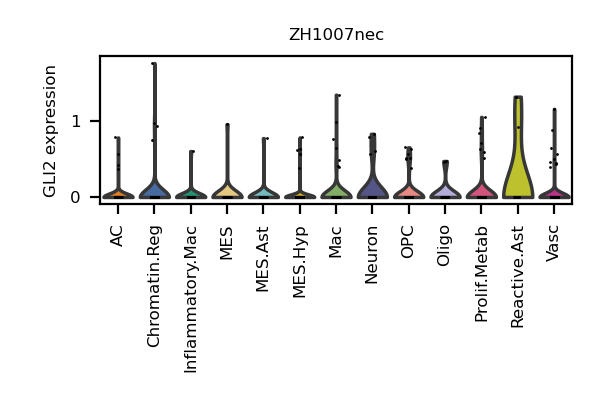 ZH1007nec
GLI2 expression
1
0
AC
Chromatin.Reg
Inflammatory.Mac
MES
MES.Ast
MES.Hyp
Mac
Neuron
OPC
Oligo
Prolif.Metab
Reactive.Ast
Vasc